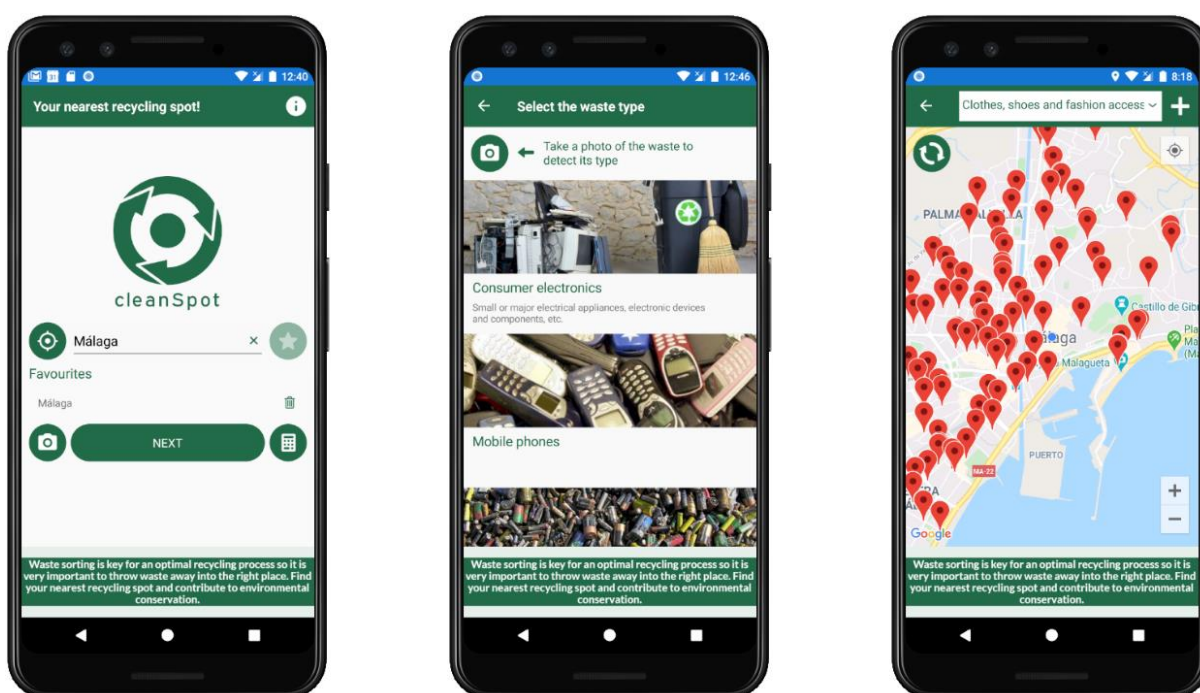 12:40
Your nearest recycling spot!
cleanSpot
Málaga
Favourites
Málaga
NEXT
Waste sorting is key for an optimal recycling process so it is
very important to throw waste away into the right place. Find
your nearest recycling spot and contribute to environmental
conservation.
12:46
Select the waste type
Take a photo of the waste to
detect its type
Consumer electronics
Small or major electrical appliances, electronic devices
and components, etc.
Mobile phones
Waste sorting is key for an optimal recycling process so it is
very important to throw waste away into the right place. Find
your nearest recycling spot and contribute to environmental
conservation.
8:18
Clothes, shoes and fashion access
Castillo de Gib
Malagueta
PUERTO
MA-22
Google
Waste sorting is key for an optimal recycling process so it is
very important to throw waste away into the right place. Find
your nearest recycling spot and contribute to environmental
conservation.